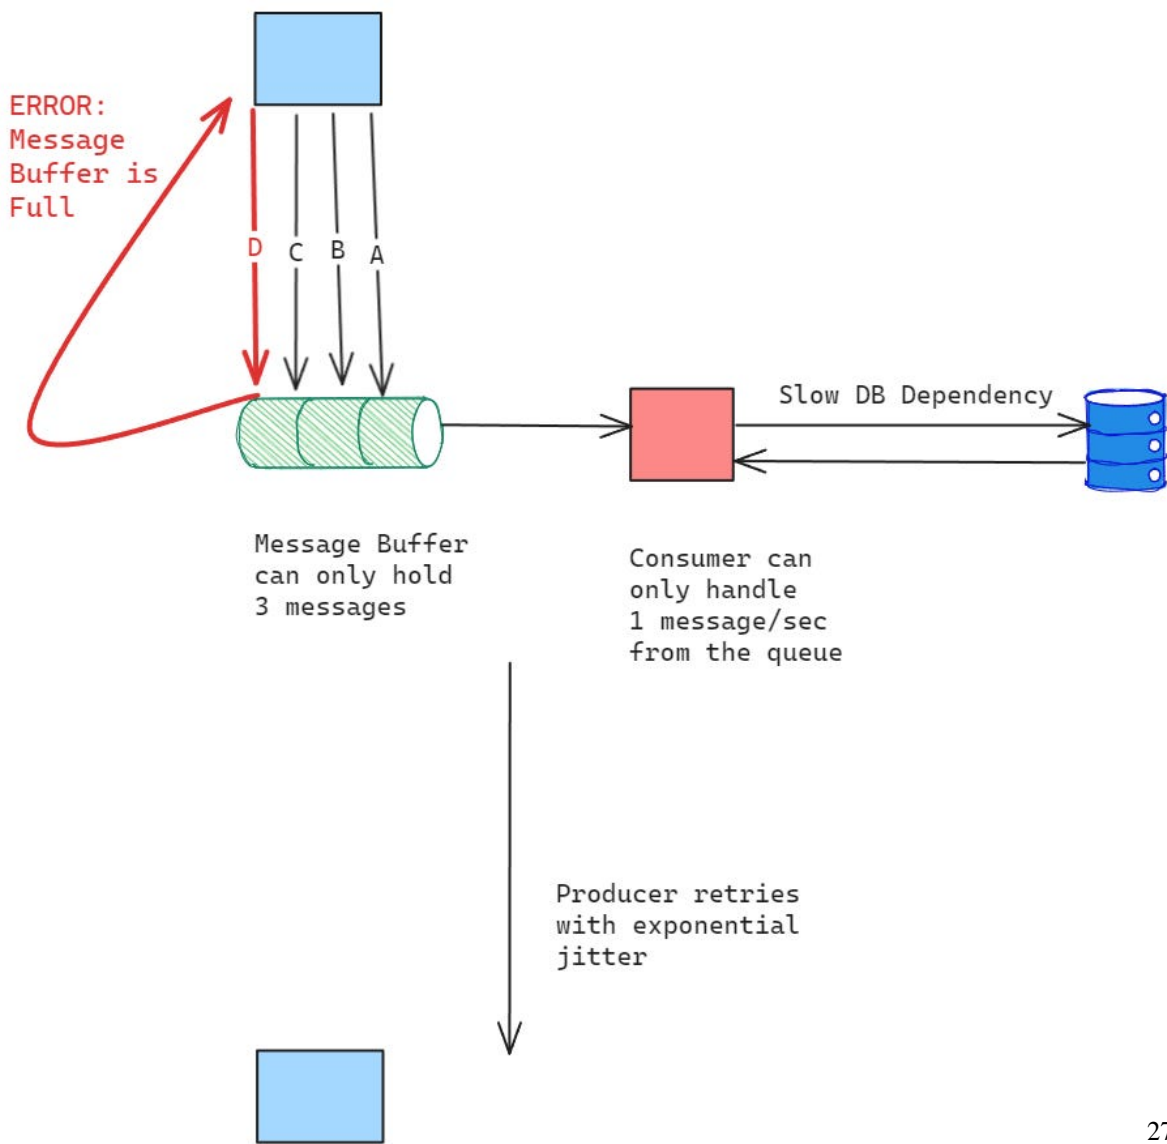 ERROR:
Message
Buffer is
Full
D
C
B
A
Slow DB Dependency
Message Buffer
can only hold
3 messages
Consumer can
only handle
1 message/sec
from the queue
Producer retries
with exponential
jitter
27